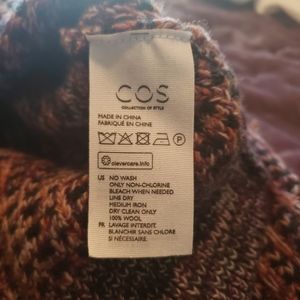 COS
COLLECTION OF STYLE
MADE IN CHINA
FABRIQUÉ EN CHINE
P
clevercare.info
US NO WASH
ONLY NON-CHLORINE
BLEACH WHEN NEEDED
LINE DRY
MEDIUM IRON
DRY CLEAN ONLY
100% WOOL
FR LAVAGE INTERDIT
BLANCHIR SANS CHLORE
SI NÉCESSAIRE.